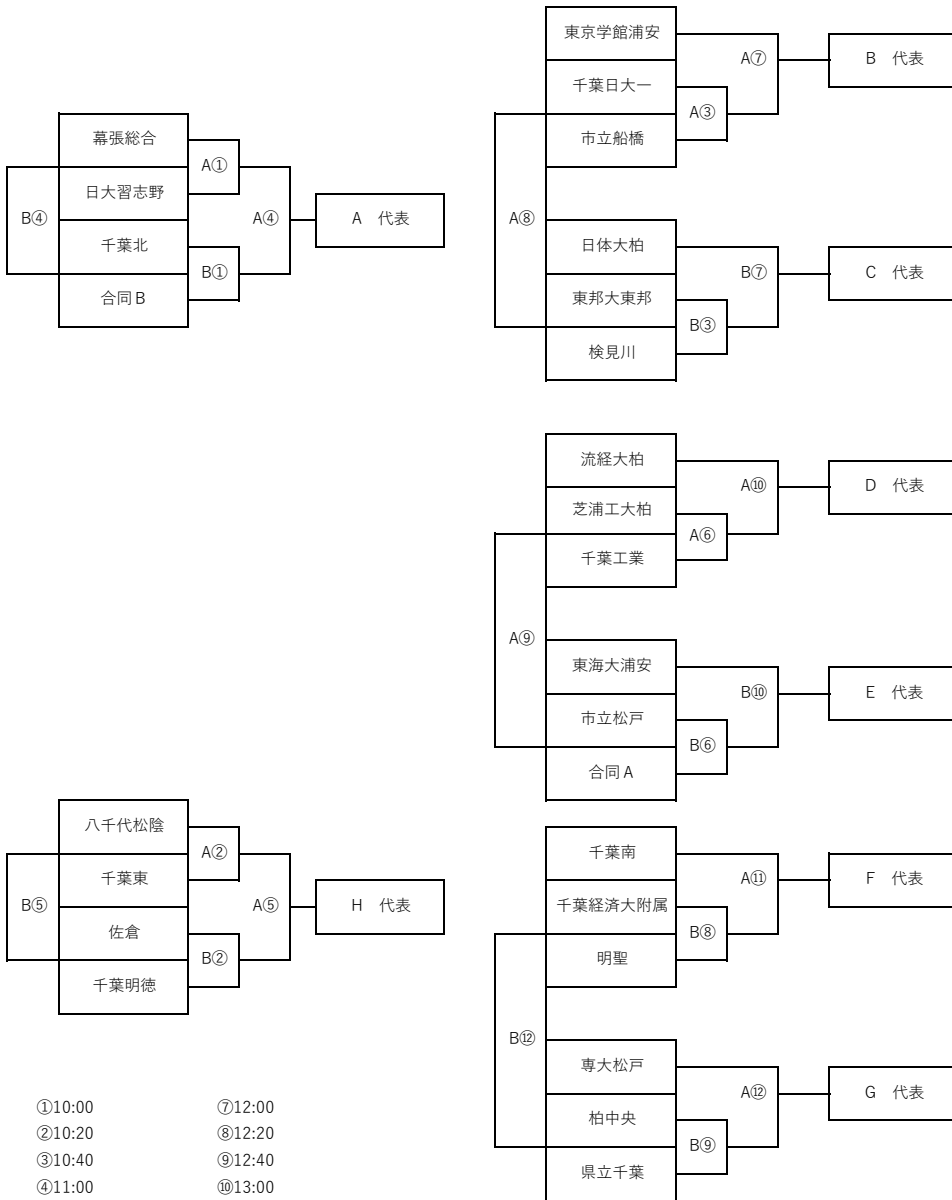 幕張総合
日大習志野
千葉北
合同B
A①
B①
B④
A④
A 代表
八千代松陰
千葉東
佐倉
千葉明徳
A②
B②
B⑤
A⑤
H 代表
東京学館浦安
千葉日大一
市立船橋
A③
A⑦
B 代表
A⑧
日体大柏
東邦大東邦
検見川
B③
B⑦
C 代表
流経大柏
芝浦工大柏
千葉工業
A⑥
A⑩
D 代表
A⑨
東海大浦安
市立松戸
合同A
B⑥
B⑩
E 代表
千葉南
千葉経済大附属
明聖
B⑧
A⑪
F 代表
B⑫
専大松戸
柏中央
県立千葉
B⑨
A⑫
G 代表
①10:00
②10:20
③10:40
④11:00
⑦12:00
⑧12:20
⑨12:40
⑩13:00